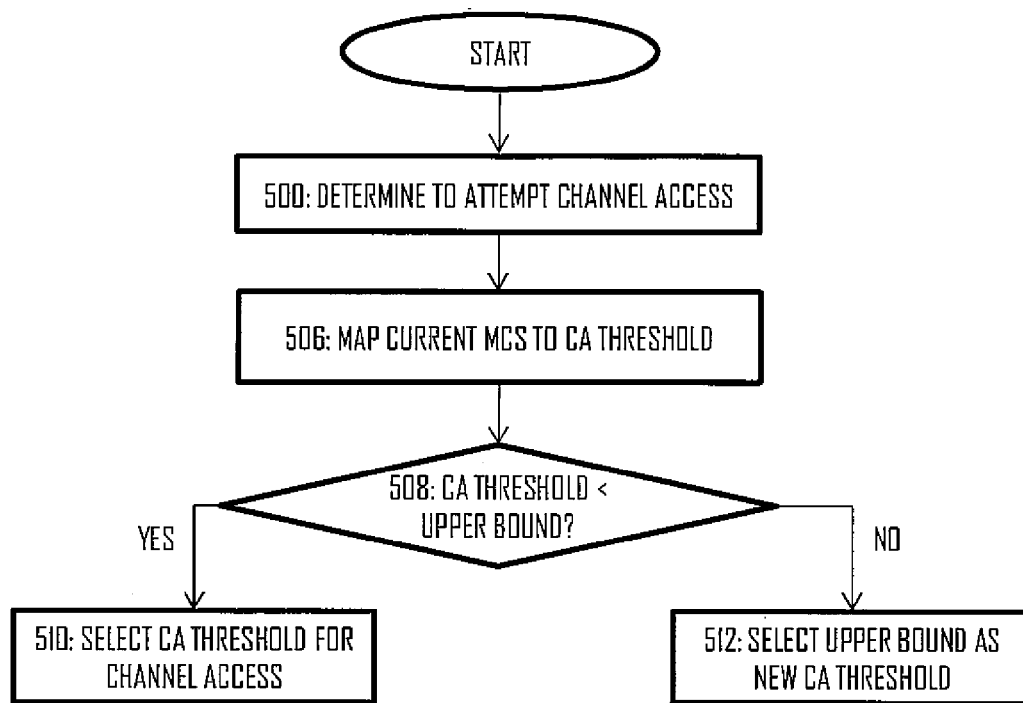 START
500: DETERMINE TO ATTEMPT CHANNEL ACCESS
506: MAP CURRENT MCS TO CA THRESHOLD
508: CA THRESHOLD <
UPPER BOUND?
YES
NO
510: SELECT CA THRESHOLD FOR
CHANNEL ACCESS
512: SELECT UPPER BOUND AS
NEW CA THRESHOLD